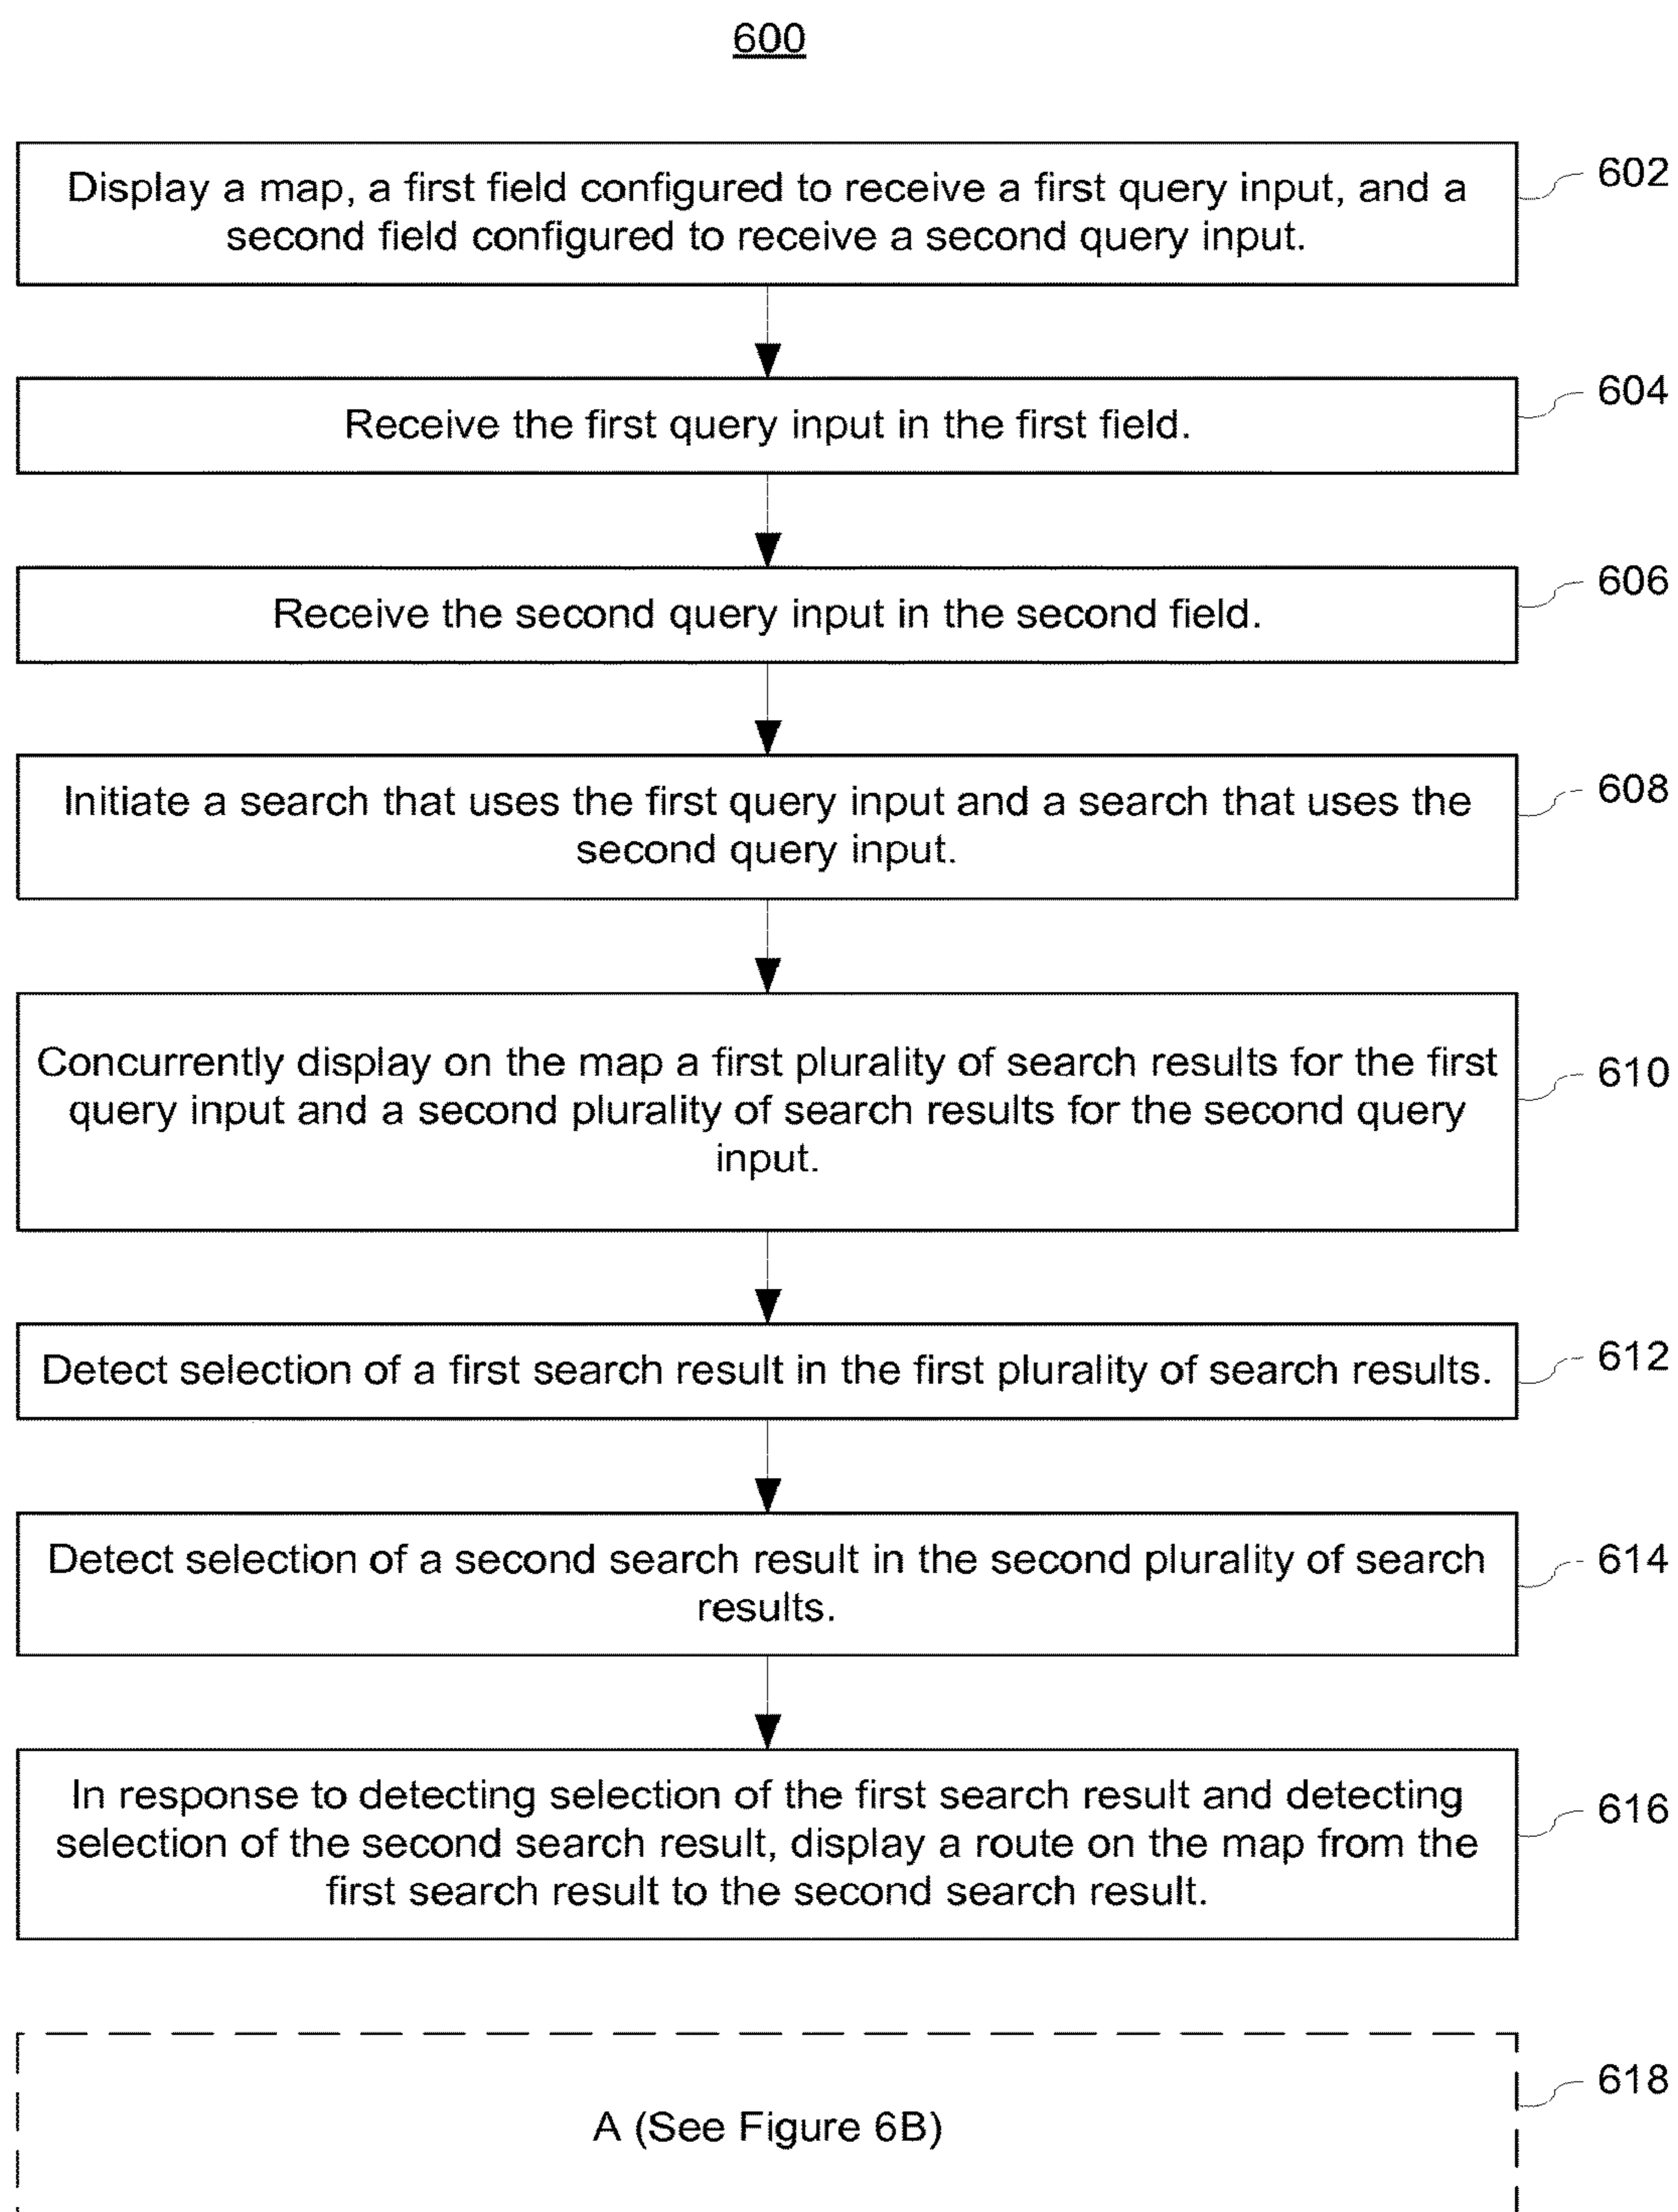 600
Display a map, a first field configured to receive a first query input, and a
second field configured to receive a second query input.
602
Receive the first query input in the first field.
604
Receive the second query input in the second field.
606
Initiate a search that uses the first query input and a search that uses the
second query input.
608
Concurrently display on the map a first plurality of search results for the first
query input and a second plurality of search results for the second query
input.
610
Detect selection of a first search result in the first plurality of search results.
612
Detect selection of a second search result in the second plurality of search
results.
614
In response to detecting selection of the first search result and detecting
selection of the second search result, display a route on the map from the
first search result to the second search result.
616
A (See Figure 6B)
618